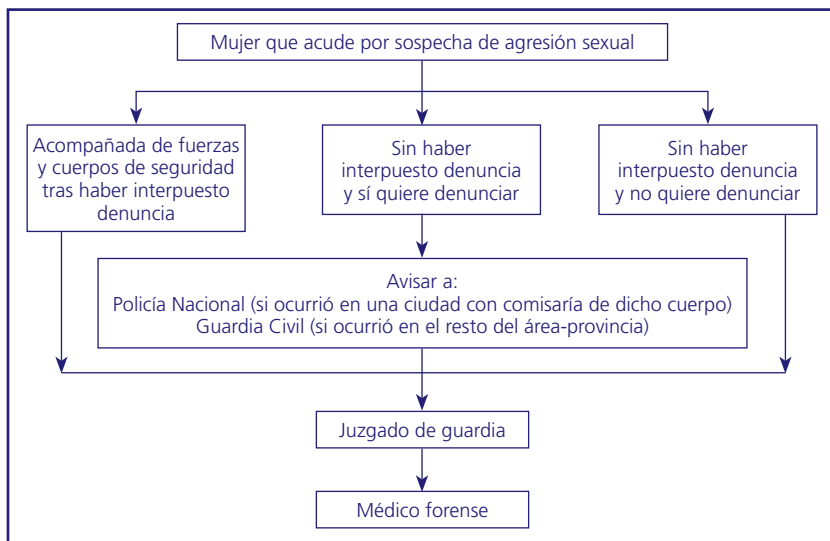 Mujer que acude por sospecha de agresión sexual
Acompañada de fuerzas
y cuerpos de seguridad
tras haber interpuesto
denuncia
Sin haber
interpuesto denuncia
y sí quiere denunciar
Sin haber
interpuesto denuncia
y no quiere denunciar
Avisar a:
Policía Nacional (si ocurrió en una ciudad con comisaría de dicho cuerpo)
Guardia Civil (si ocurrió en el resto del área-provincia)
Juzgado de guardia
Médico forense